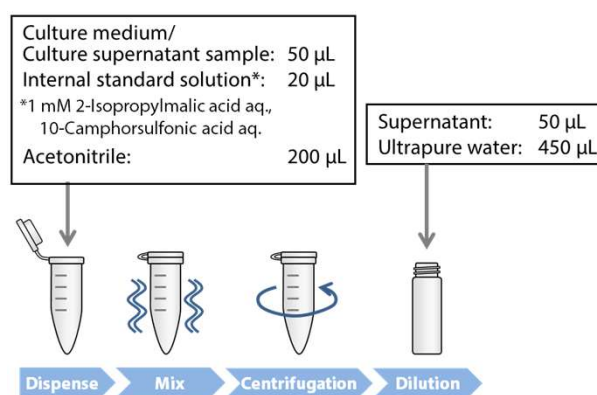 Culture medium/
Culture supernatant sample: 50 µL
Internal standard solution*: 20 µL
*1 mM 2-Isopropylmalic acid aq.,
10-Camphorsulfonic acid aq.
Acetonitrile: 200 µL
Supernatant: 50 µL
Ultrapure water: 450 µL
Dispense Mix Centrifugation Dilution